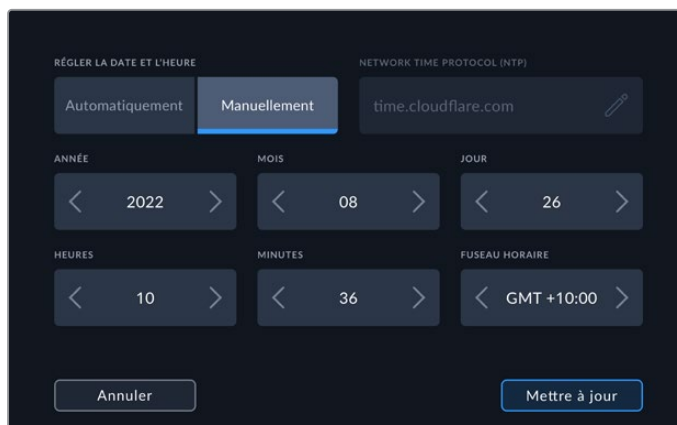 RÉGLER LA DATE ET L'HEURE
NETWORK TIME PROTOCOL (NTP)
Automatiquement
Manuellement
time.cloudflare.com
ANNÉE
MOIS
JOUR
2022
08
26
HEURES
MINUTES
FUSEAU HORAIRE
10
36
GMT +10:00
Annuler
Mettre à jour